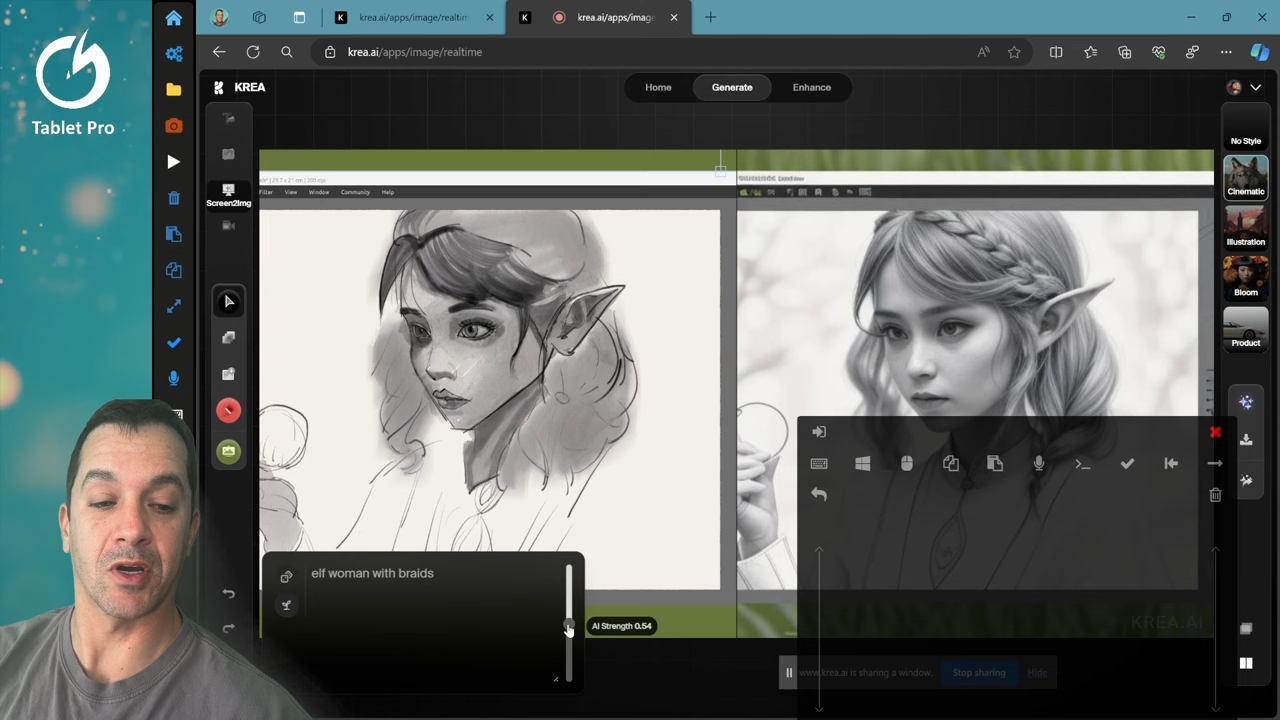 Tablet Pro
krea.ai/apps/image/realtim
krea.ai/apps/imag
krea.ai/apps/image/realtime
KREA
Home
Generate
Enhance
Filter
View
Window
Community
Help
Screen2Img
No Style
Cinematic
Illustration
Bloom
Product
elf woman with braids
AI Strength 0.54
KREA.AI
www.krea.ai is sharing a window.
Stop sharing
Hide